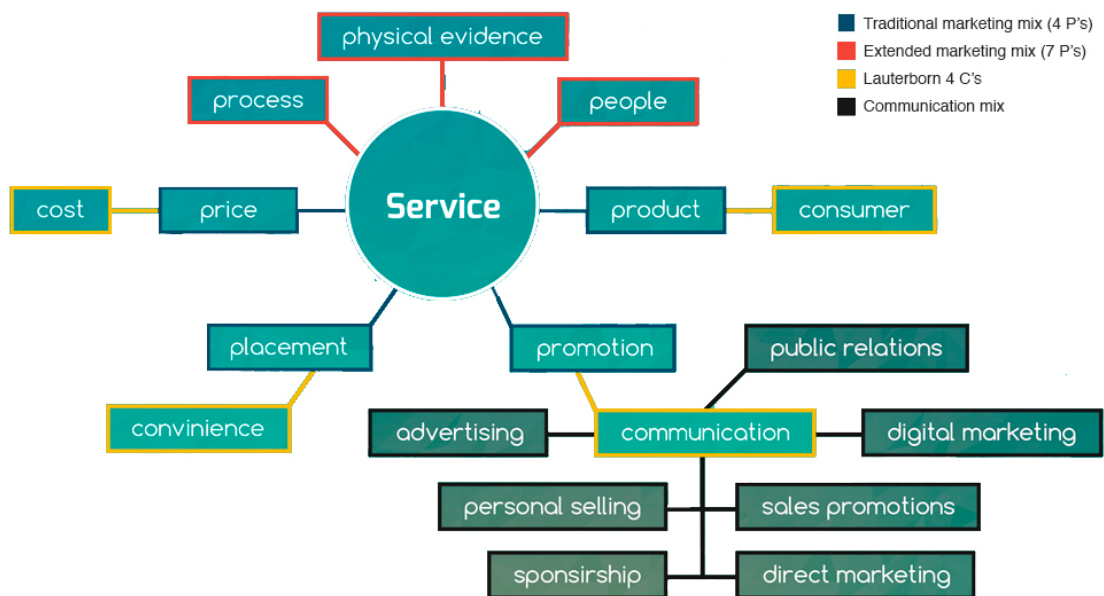 Traditional marketing mix (4 P's)
Extended marketing mix (7 P's)
Lauterborn 4 C's
Communication mix
physical evidence
process
people
cost
price
Service
product
consumer
placement
promotion
public relations
convinience
advertising
communication
digital marketing
personal selling
sales promotions
sponsirship
direct marketing